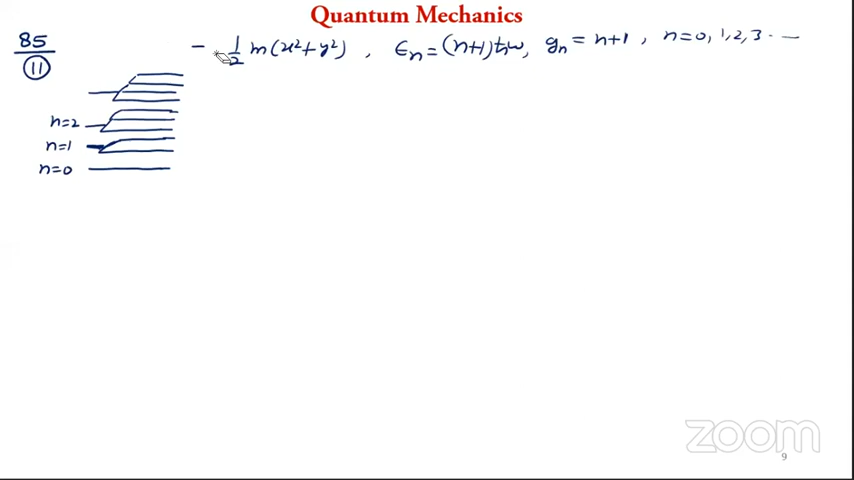 Quantum Mechanics
85
11
- 1/2 m(x²+y²) , ϵn = (n+1)ħω, gn = n+1 , n=0,1,2,3 . . —
n=2
n=1
n=0
zoom
9